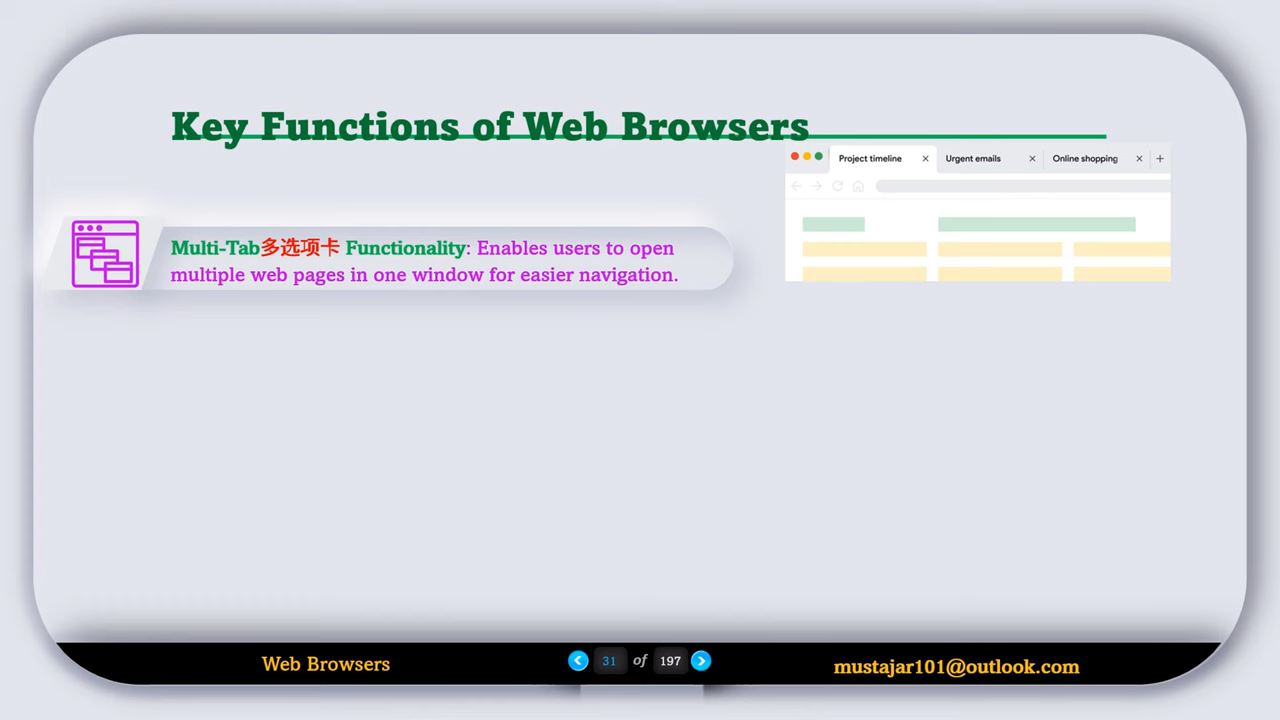 Key Functions of Web Browsers
Project timeline
Urgent emails
Online shopping
Multi-Tab多选项卡 Functionality: Enables users to open
multiple web pages in one window for easier navigation.
Web Browsers
31 of 197
mustajar101@outlook.com